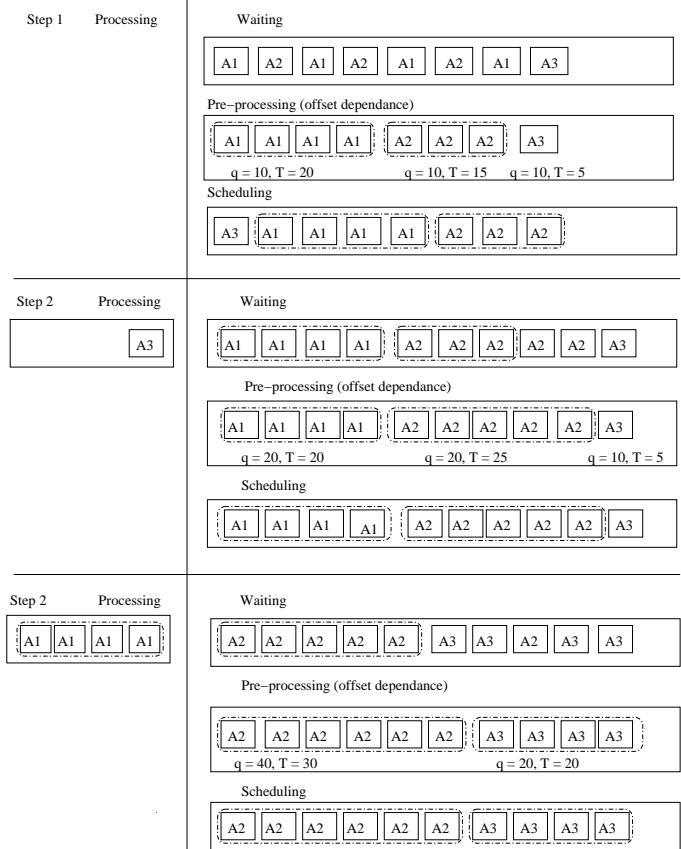 Step 1 Processing Waiting
A1 A2 A1 A2 A1 A2 A1 A3
Pre−processing (offset dependance)
A1 A1 A1 A1 A2 A2 A2 A3
q = 10, T = 20 q = 10, T = 15 q = 10, T = 5
Scheduling
A3 A1 A1 A1 A1 A2 A2 A2
Step 2 Processing Waiting
A3 A1 A1 A1 A1 A2 A2 A2 A2 A2 A3
Pre−processing (offset dependance)
A1 A1 A1 A1 A2 A2 A2 A2 A2 A3
q = 20, T = 20 q = 20, T = 25 q = 10, T = 5
Scheduling
A1 A1 A1 A1 A2 A2 A2 A2 A2 A3
Step 2 Processing Waiting
A1 A1 A1 A1 A2 A2 A2 A2 A2 A3 A3 A2 A3 A3
Pre−processing (offset dependance)
A2 A2 A2 A2 A2 A2 A3 A3 A3 A3
q = 40, T = 30 q = 20, T = 20
Scheduling
A2 A2 A2 A2 A2 A2 A3 A3 A3 A3